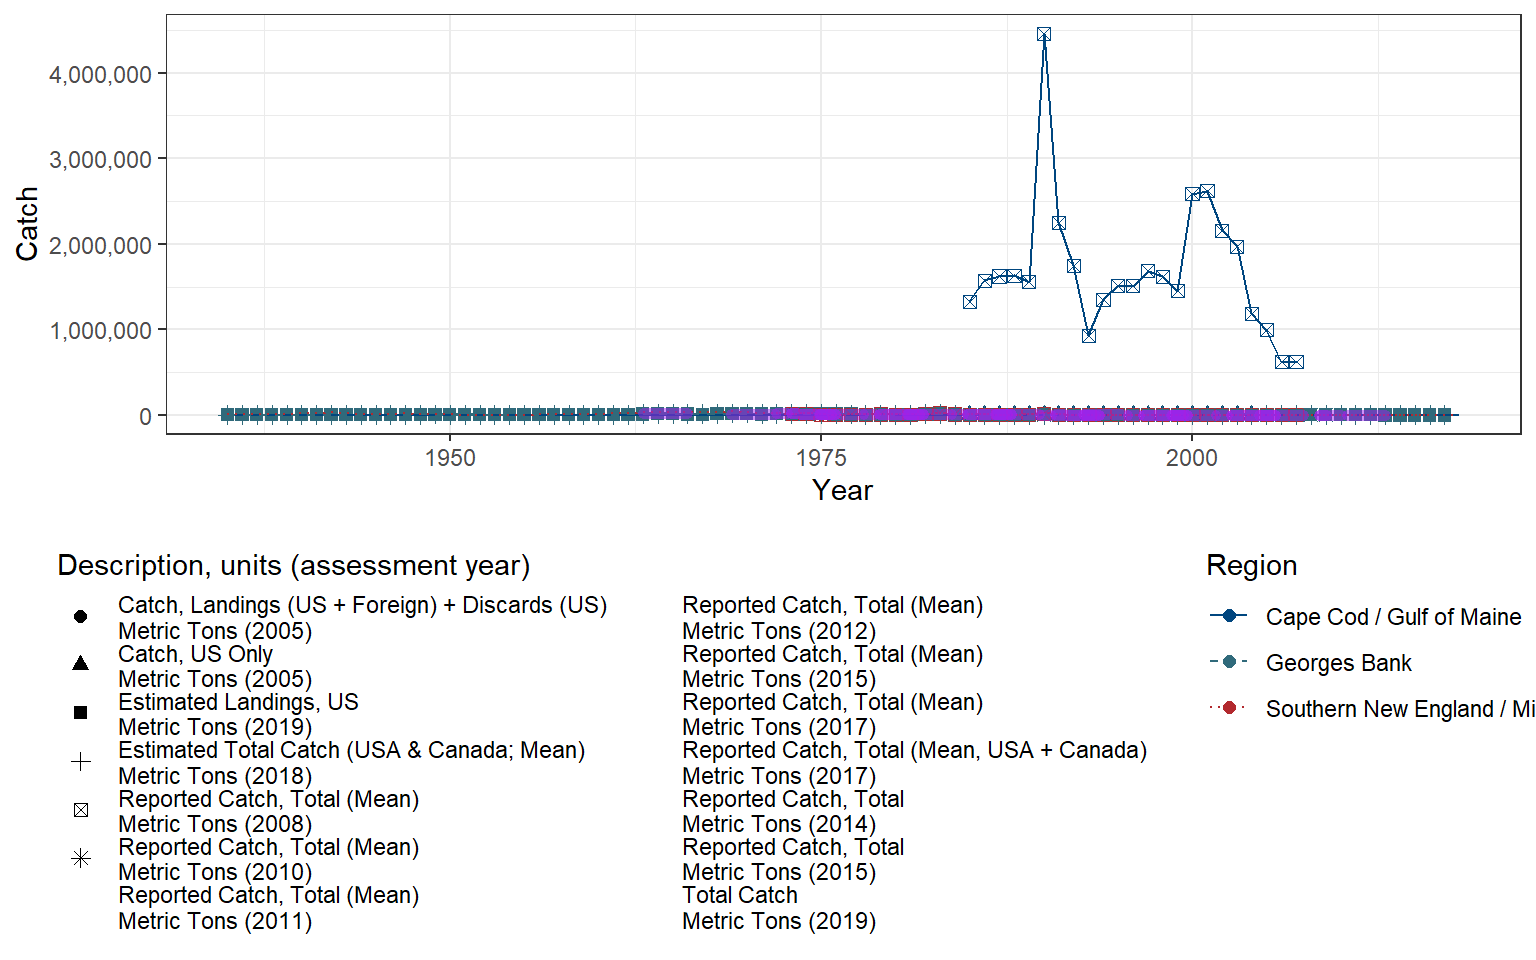 4,000,000
3,000,000
2,000,000
1,000,000
0
Catch
1950
1975
2000
Year
Description, units (assessment year)
Catch, Landings (US + Foreign) + Discards (US)
Metric Tons (2005)
Catch, US Only
Metric Tons (2005)
Estimated Landings, US
Metric Tons (2019)
Estimated Total Catch (USA & Canada; Mean)
Metric Tons (2018)
Reported Catch, Total (Mean)
Metric Tons (2008)
Reported Catch, Total (Mean)
Metric Tons (2010)
Reported Catch, Total (Mean)
Metric Tons (2011)
Reported Catch, Total (Mean)
Metric Tons (2012)
Reported Catch, Total (Mean)
Metric Tons (2015)
Reported Catch, Total (Mean)
Metric Tons (2017)
Reported Catch, Total (Mean, USA + Canada)
Metric Tons (2017)
Reported Catch, Total
Metric Tons (2014)
Reported Catch, Total
Metric Tons (2015)
Total Catch
Metric Tons (2019)
Region
Cape Cod / Gulf of Maine
Georges Bank
Southern New England / Mi